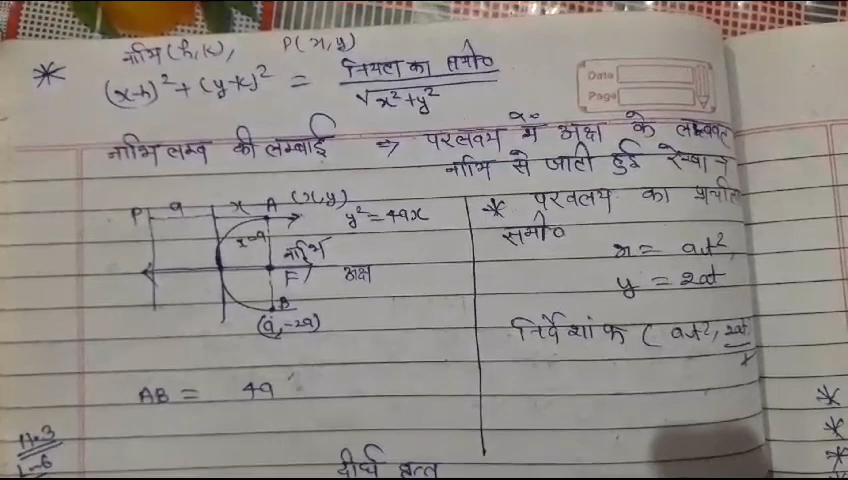 नाभि (h, k), P(x, y)
* (x-h)² + (y-k)² = नियता का समी० / √x²+y²
Date
Page
नाभिलम्ब की लम्बाई ⇒ परवलय में अक्ष के लम्बवत
नाभि से जाती हुई रेखा
P a x A (x,y)
y² = 4ax
x=a
नाभि
F
अक्ष
B
(a, -2a)
AB = 4a
* परवलय का
समी०
x = at²,
y = 2at
निर्देशांक (at², 2at
L-6
दीर्घ वृत्त